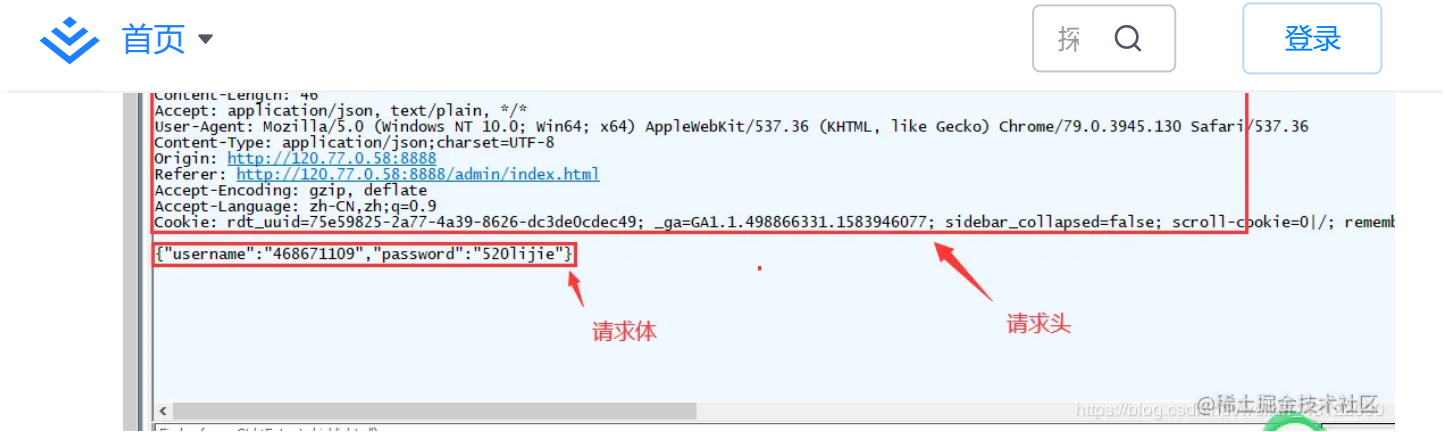 首页
探
登录
Content-Length: 46
Accept: application/json, text/plain, */*
User-Agent: Mozilla/5.0 (Windows NT 10.0; Win64; x64) AppleWebKit/537.36 (KHTML, like Gecko) Chrome/79.0.3945.130 Safari/537.36
Content-Type: application/json;charset=UTF-8
Origin: http://120.77.0.58:8888
Referer: http://120.77.0.58:8888/admin/index.html
Accept-Encoding: gzip, deflate
Accept-Language: zh-CN,zh;q=0.9
Cookie: rdt_uuid=75e59825-2a77-4a39-8626-dc3de0cdec49; _ga=GA1.1.498866331.1583946077; sidebar_collapsed=false; scroll-cookie=0|/; rememb
{"username":"468671109","password":"520lijie"}
请求体
请求头
@稀土掘金技术社区